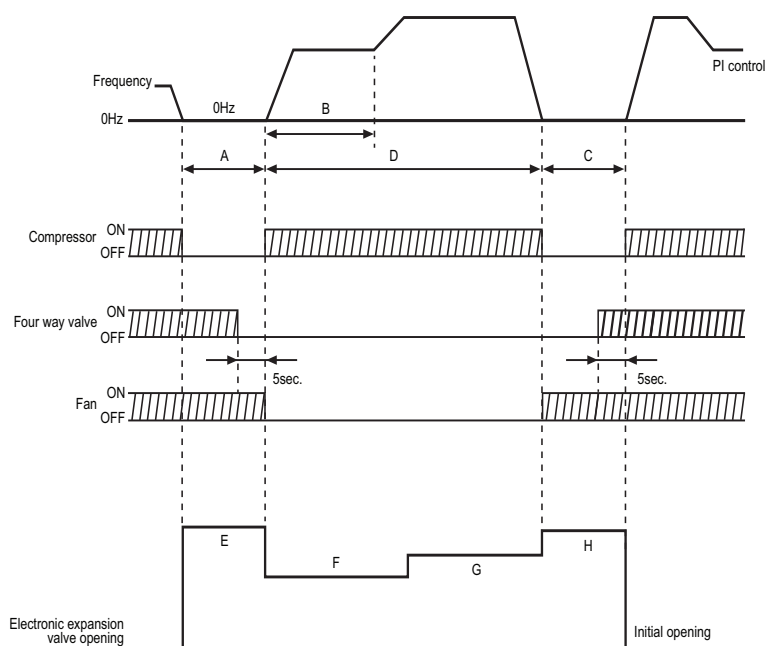 PI control
Frequency
0Hz
0Hz
B
A
D
C
Compressor
ON
OFF
Four way valve
ON
OFF
5sec.
5sec.
Fan
ON
OFF
E
F
G
H
Electronic expansion
valve opening
Initial opening